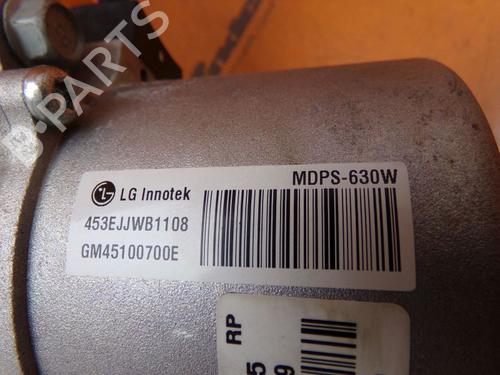 B-PARTS
LG Innotek
MDPS-630W
453EJJWB1108
GM45100700E
RP